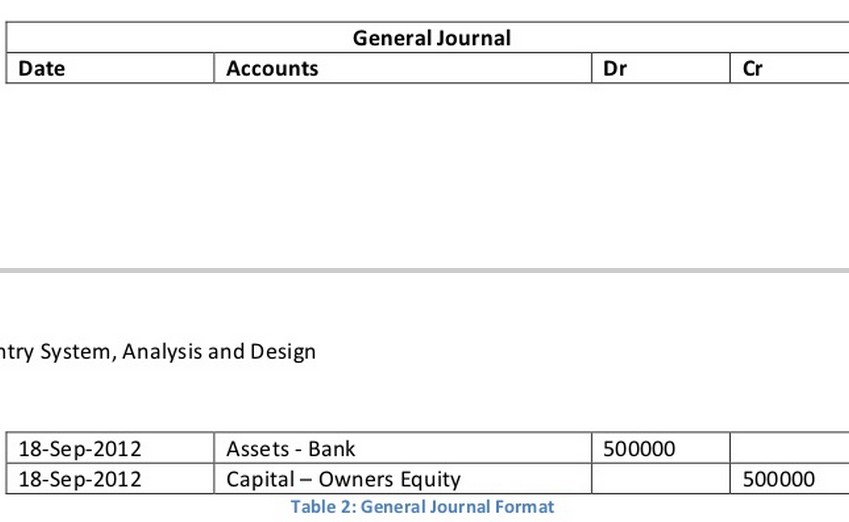 General Journal
Date Accounts Dr Cr
System, Analysis and Design
18-Sep-2012 Assets - Bank 500000
18-Sep-2012 Capital – Owners Equity 500000
Table 2: General Journal Format